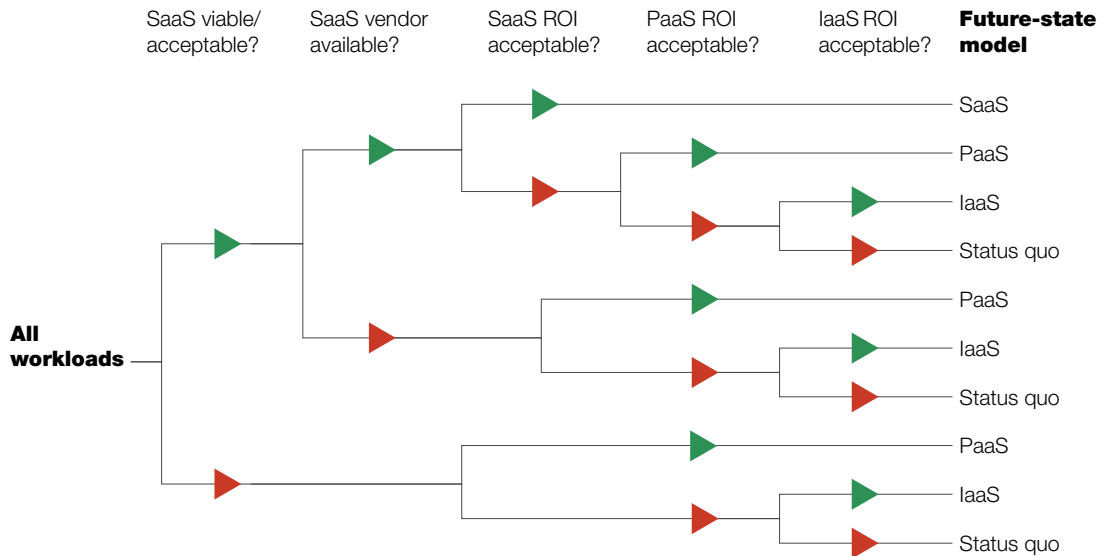 SaaS viable/
acceptable?
SaaS vendor
available?
SaaS ROI
acceptable?
PaaS ROI
acceptable?
IaaS ROI
acceptable?
Future-state
model
SaaS
PaaS
IaaS
Status quo
PaaS
All
workloads
IaaS
Status quo
PaaS
IaaS
Status quo